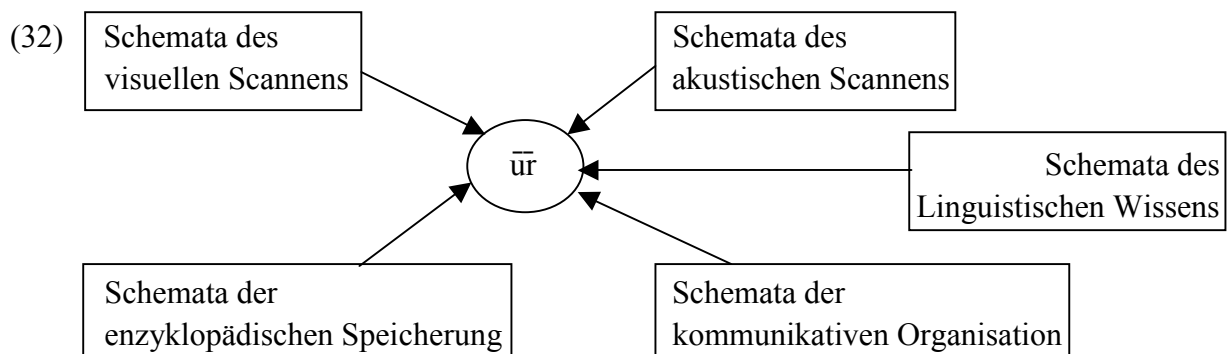 (32)
Schemata des
visuellen Scannens
Schemata des
akustischen Scannens
u̅r̅
Schemata des
Linguistischen Wissens
Schemata der
enzyklopädischen Speicherung
Schemata der
kommunikativen Organisation